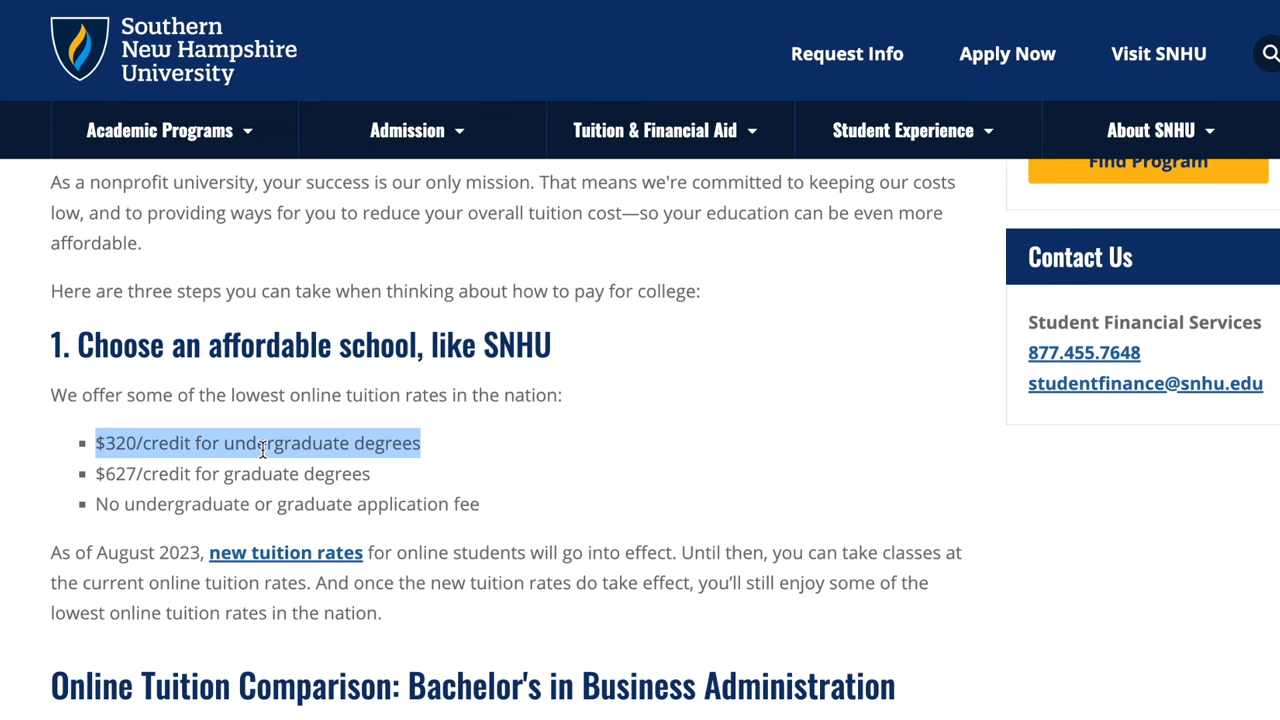 Southern
New Hampshire
University
Request Info
Apply Now
Visit SNHU
Academic Programs
Admission
Tuition & Financial Aid
Student Experience
About SNHU
As a nonprofit university, your success is our only mission. That means we're committed to keeping our costs
low, and to providing ways for you to reduce your overall tuition cost—so your education can be even more
affordable.
Here are three steps you can take when thinking about how to pay for college:
1. Choose an affordable school, like SNHU
We offer some of the lowest online tuition rates in the nation:
▪ $320/credit for undergraduate degrees
▪ $627/credit for graduate degrees
▪ No undergraduate or graduate application fee
As of August 2023, new tuition rates for online students will go into effect. Until then, you can take classes at
the current online tuition rates. And once the new tuition rates do take effect, you’ll still enjoy some of the
lowest online tuition rates in the nation.
Online Tuition Comparison: Bachelor's in Business Administration
Find Program
Contact Us
Student Financial Services
877.455.7648
studentfinance@snhu.edu